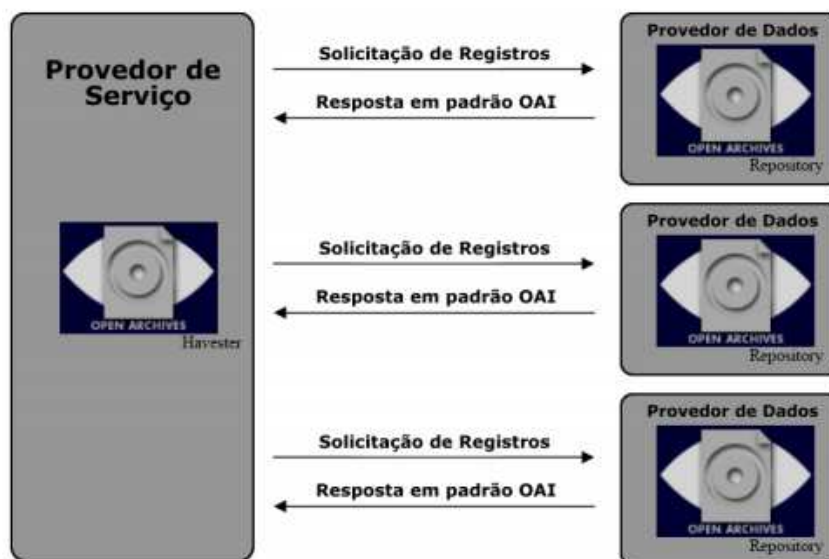 Provedor de
Serviço
OPEN ARCHIVES
Havester
Solicitação de Registros
Resposta em padrão OAI
Provedor de Dados
OPEN ARCHIVES
Repository
Solicitação de Registros
Resposta em padrão OAI
Provedor de Dados
OPEN ARCHIVES
Repository
Solicitação de Registros
Resposta em padrão OAI
Provedor de Dados
OPEN ARCHIVES
Repository